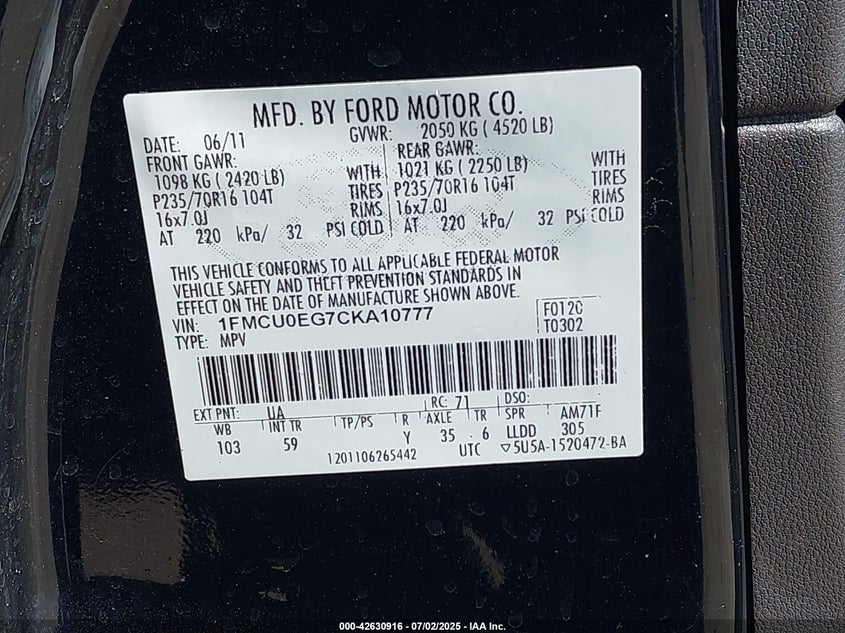 MFD. BY FORD MOTOR CO.
DATE: 06/11 GVWR: 2050 KG ( 4520 LB)
FRONT GAWR: REAR GAWR:
1098 KG ( 2420 LB) WITH 1021 KG ( 2250 LB) WITH
P235/70R16 104T TIRES P235/70R16 104T TIRES
16x7.0J RIMS 16x7.0J RIMS
AT 220 kPa/ 32 PSI COLD AT 220 kPa/ 32 PSI COLD
THIS VEHICLE CONFORMS TO ALL APPLICABLE FEDERAL MOTOR
VEHICLE SAFETY AND THEFT PREVENTION STANDARDS IN
EFFECT ON THE DATE OF MANUFACTURE SHOWN ABOVE.
VIN: 1FMCU0EG7CKA10777 F0120
TYPE: MPV T0302
EXT PNT: UA RC: 71 DSO:
WB INT TR TP/PS R AXLE TR SPR AM71F
103 59 Y 35 6 LLDD 305
1201106265442 UTC ▽5U5A-1520472-BA
000-42630916 - 07/02/2025 - IAA Inc.